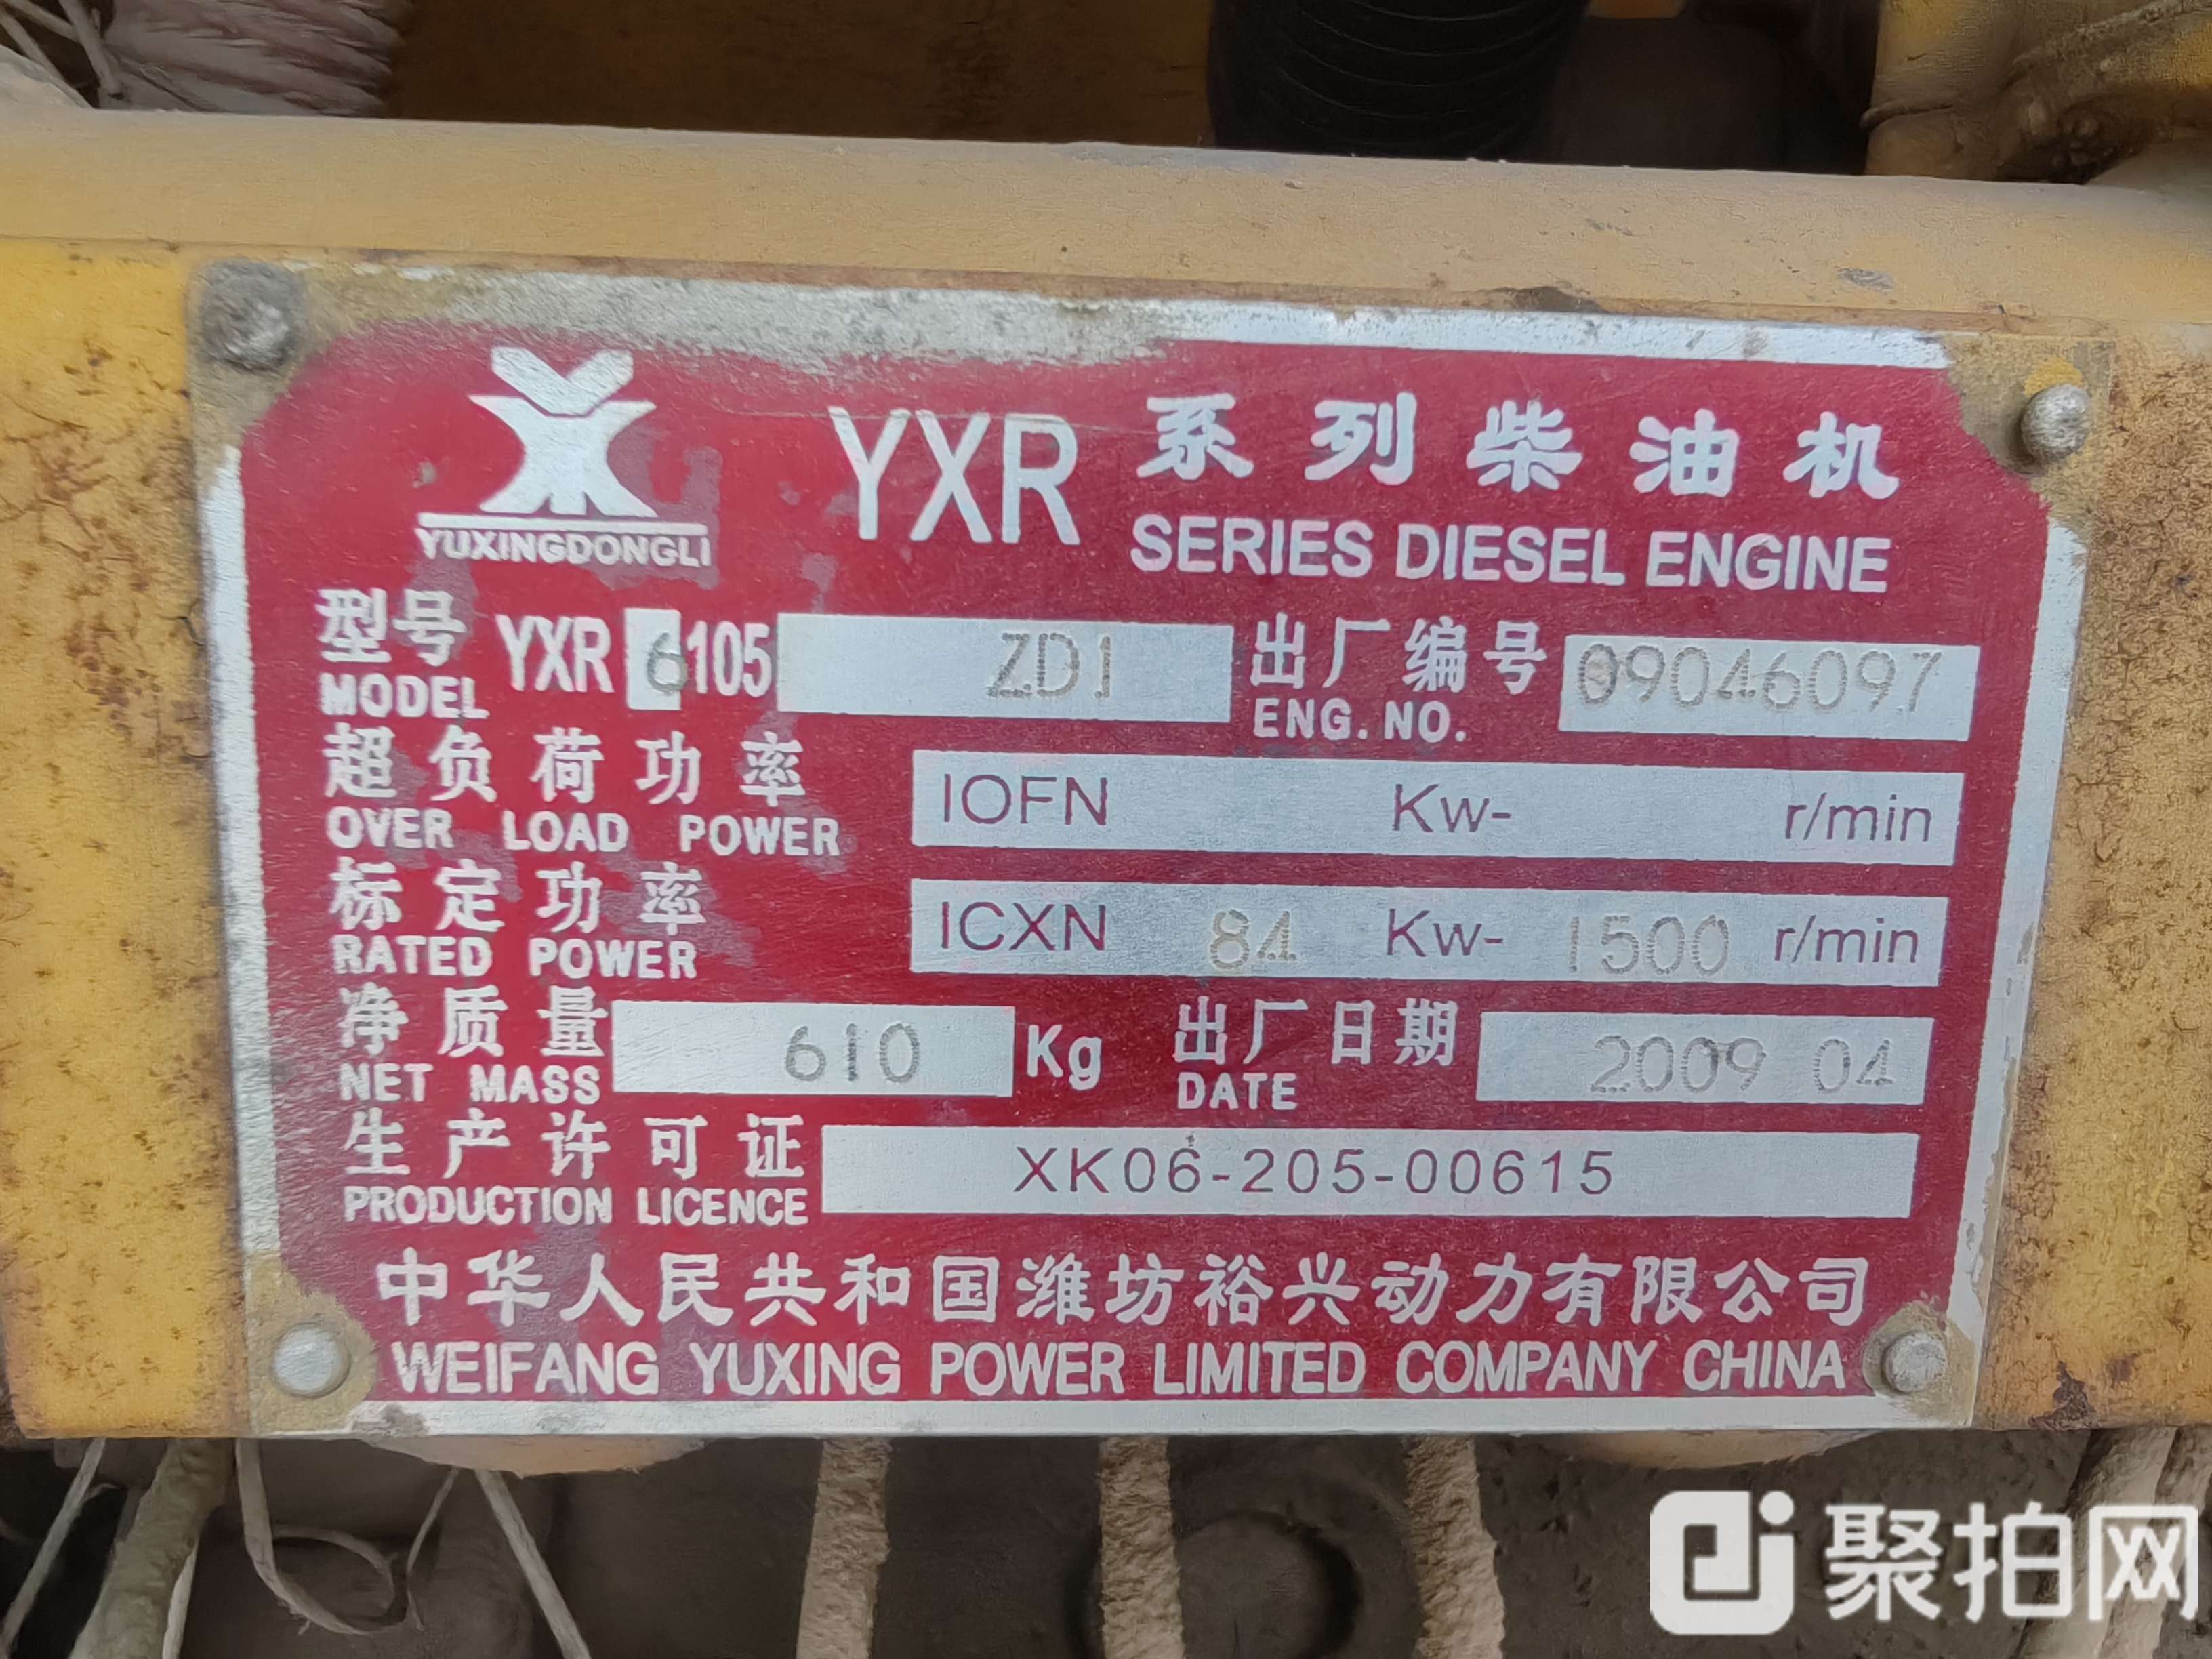 YXR 系列柴油机
SERIES DIESEL ENGINE
YUXINGDONGLI
型号 YXR 6 105 ZD1 出厂编号 09046097
MODEL ENG. NO.
超负荷功率 IOFN Kw- r/min
OVER LOAD POWER
标定功率 ICXN 84 Kw- 1500 r/min
RATED POWER
净质量 610 Kg 出厂日期 2009 04
NET MASS DATE
生产许可证 XK06-205-00615
PRODUCTION LICENCE
中华人民共和国潍坊裕兴动力有限公司
WEIFANG YUXING POWER LIMITED COMPANY CHINA
聚拍网